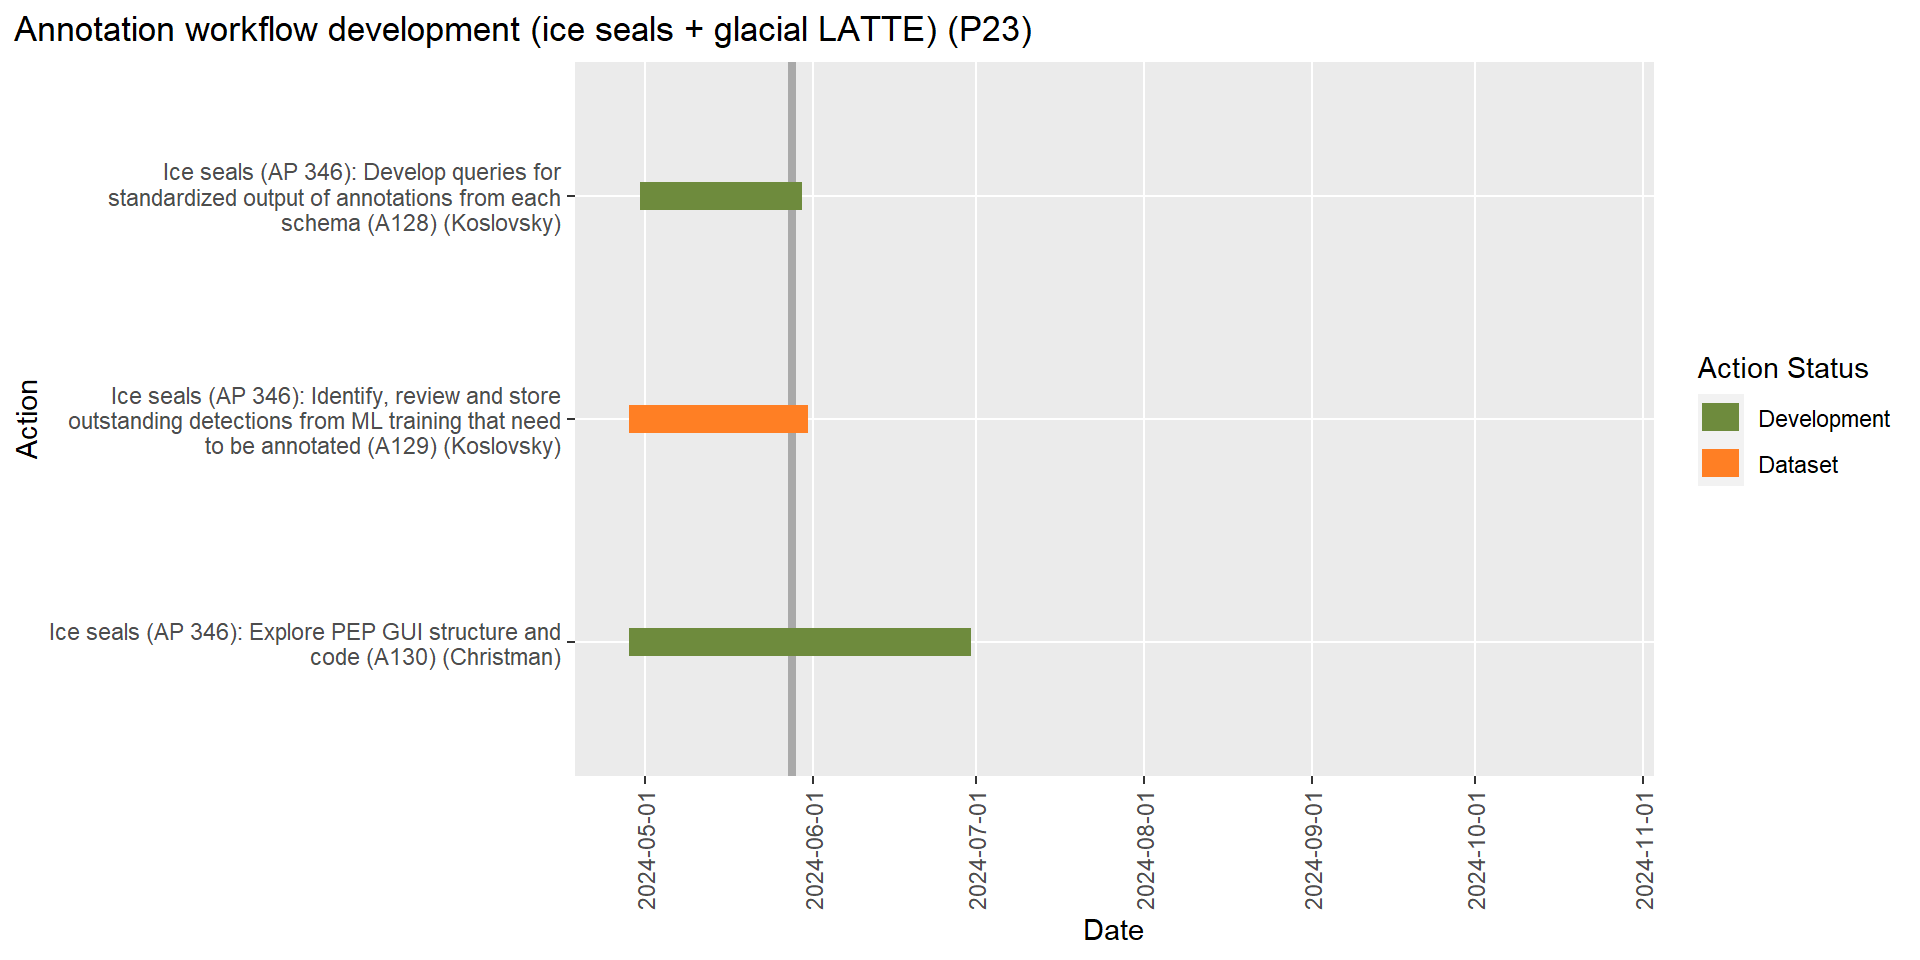 Annotation workflow development (ice seals + glacial LATTE) (P23)
Ice seals (AP 346): Develop queries for
standardized output of annotations from each
schema (A128) (Koslovsky)
Ice seals (AP 346): Identify, review and store
outstanding detections from ML training that need
to be annotated (A129) (Koslovsky)
Ice seals (AP 346): Explore PEP GUI structure and
code (A130) (Christman)
Action
2024-05-01
2024-06-01
2024-07-01
2024-08-01
2024-09-01
2024-10-01
2024-11-01
Date
Action Status
Development
Dataset